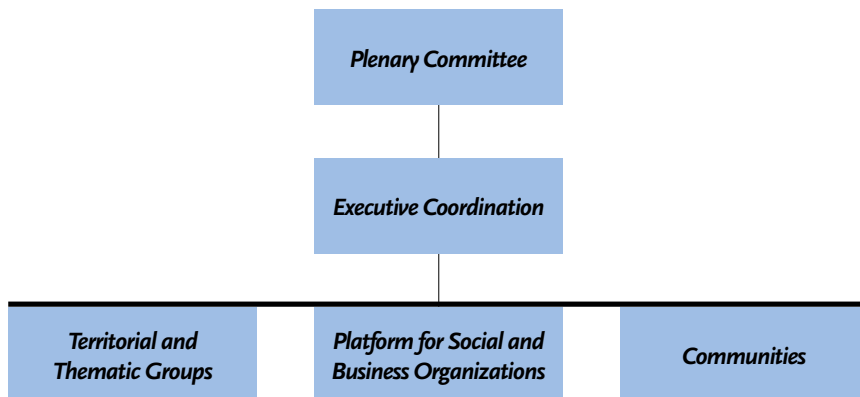 Plenary Committee
Executive Coordination
Territorial and
Thematic Groups
Platform for Social and
Business Organizations
Communities